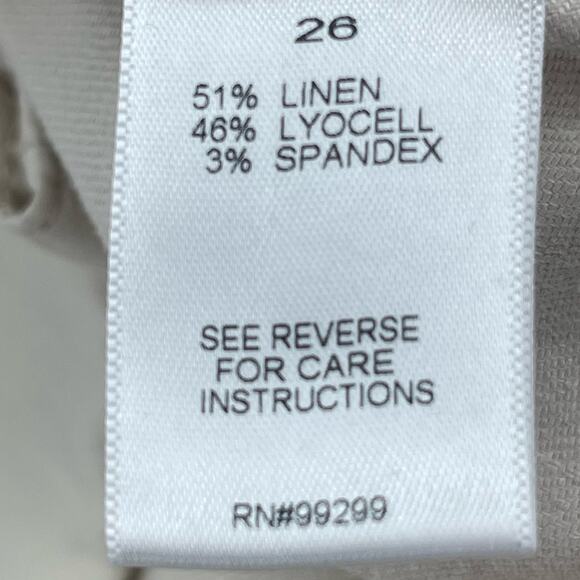 26
51% LINEN
46% LYOCELL
3% SPANDEX
SEE REVERSE
FOR CARE
INSTRUCTIONS
RN#99299